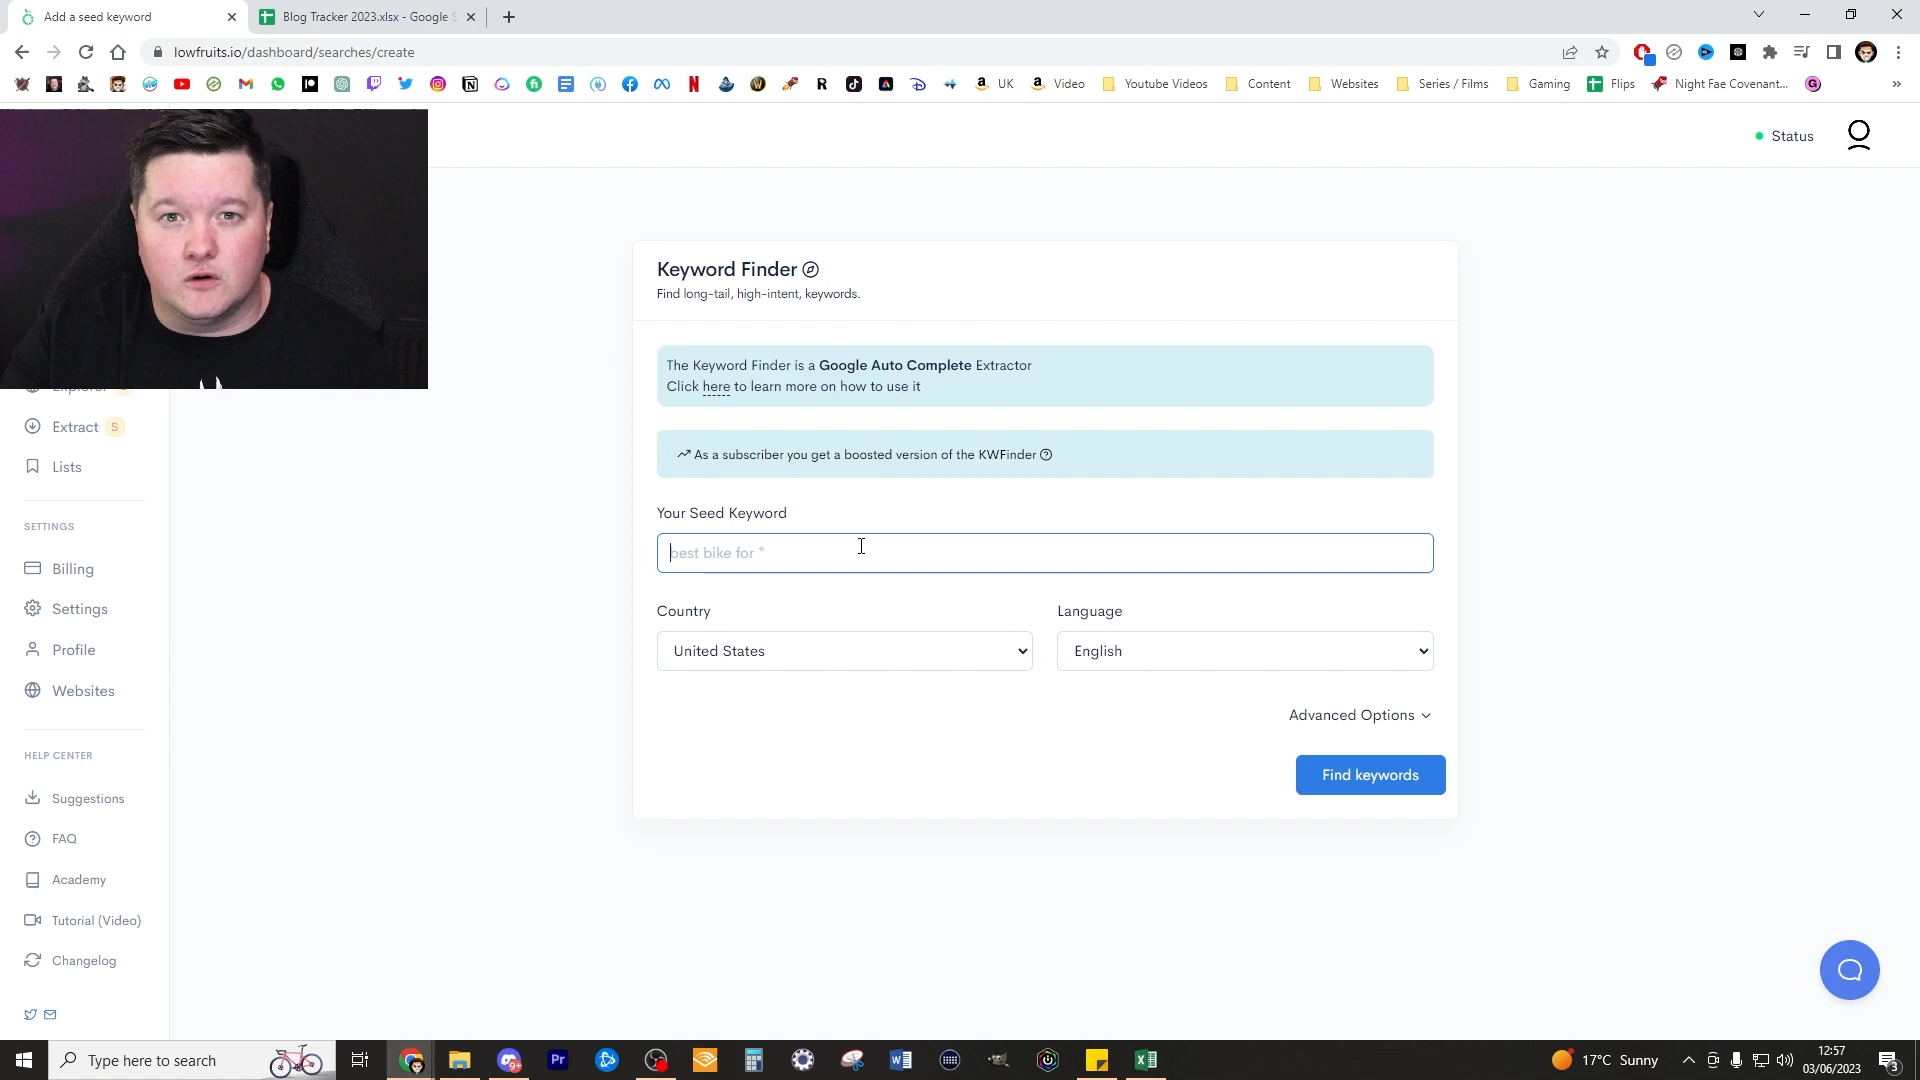 Add a seed keyword
Blog Tracker 2023.xlsx - Google S
lowfruits.io/dashboard/searches/create
UK
Video
Youtube Videos
Content
Websites
Series / Films
Gaming
Flips
Night Fae Covenant...
Status
Keyword Finder
Find long-tail, high-intent, keywords.
The Keyword Finder is a Google Auto Complete Extractor
Click here to learn more on how to use it
As a subscriber you get a boosted version of the KWFinder
Your Seed Keyword
best bike for *
Country
Language
United States
English
Advanced Options
Find keywords
Explorer
Extract S
Lists
SETTINGS
Billing
Settings
Profile
Websites
HELP CENTER
Suggestions
FAQ
Academy
Tutorial (Video)
Changelog
Type here to search
17°C Sunny
12:57
03/06/2023
3